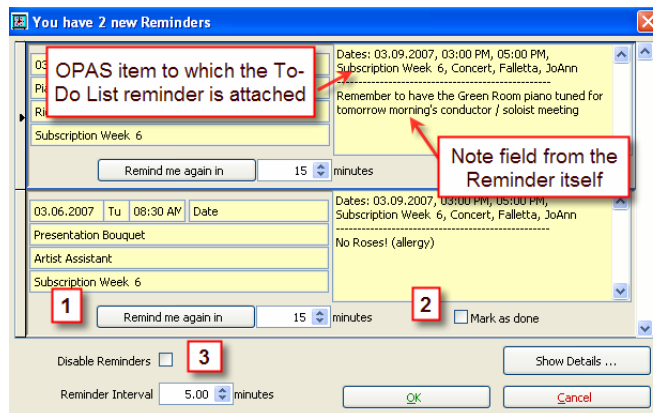 You have 2 new Reminders
03
OPAS item to which the To-
Do List reminder is attached
Pia
Ri
Subscription Week 6
Dates: 03.09.2007, 03:00 PM, 05:00 PM,
Subscription Week 6, Concert, Falletta, JoAnn
--------------------------------------------------
Remember to have the Green Room piano tuned for
tomorrow morning's conductor / soloist meeting
Note field from the
Reminder itself
Remind me again in 15 minutes
03.06.2007 Tu 08:30 AM Date
Presentation Bouquet
Artist Assistant
Subscription Week 6
Dates: 03.09.2007, 03:00 PM, 05:00 PM,
Subscription Week 6, Concert, Falletta, JoAnn
--------------------------------------------------
No Roses! (allergy)
1
2
Remind me again in 15 minutes Mark as done
Disable Reminders 3
Show Details ...
Reminder Interval 5.00 minutes
OK Cancel